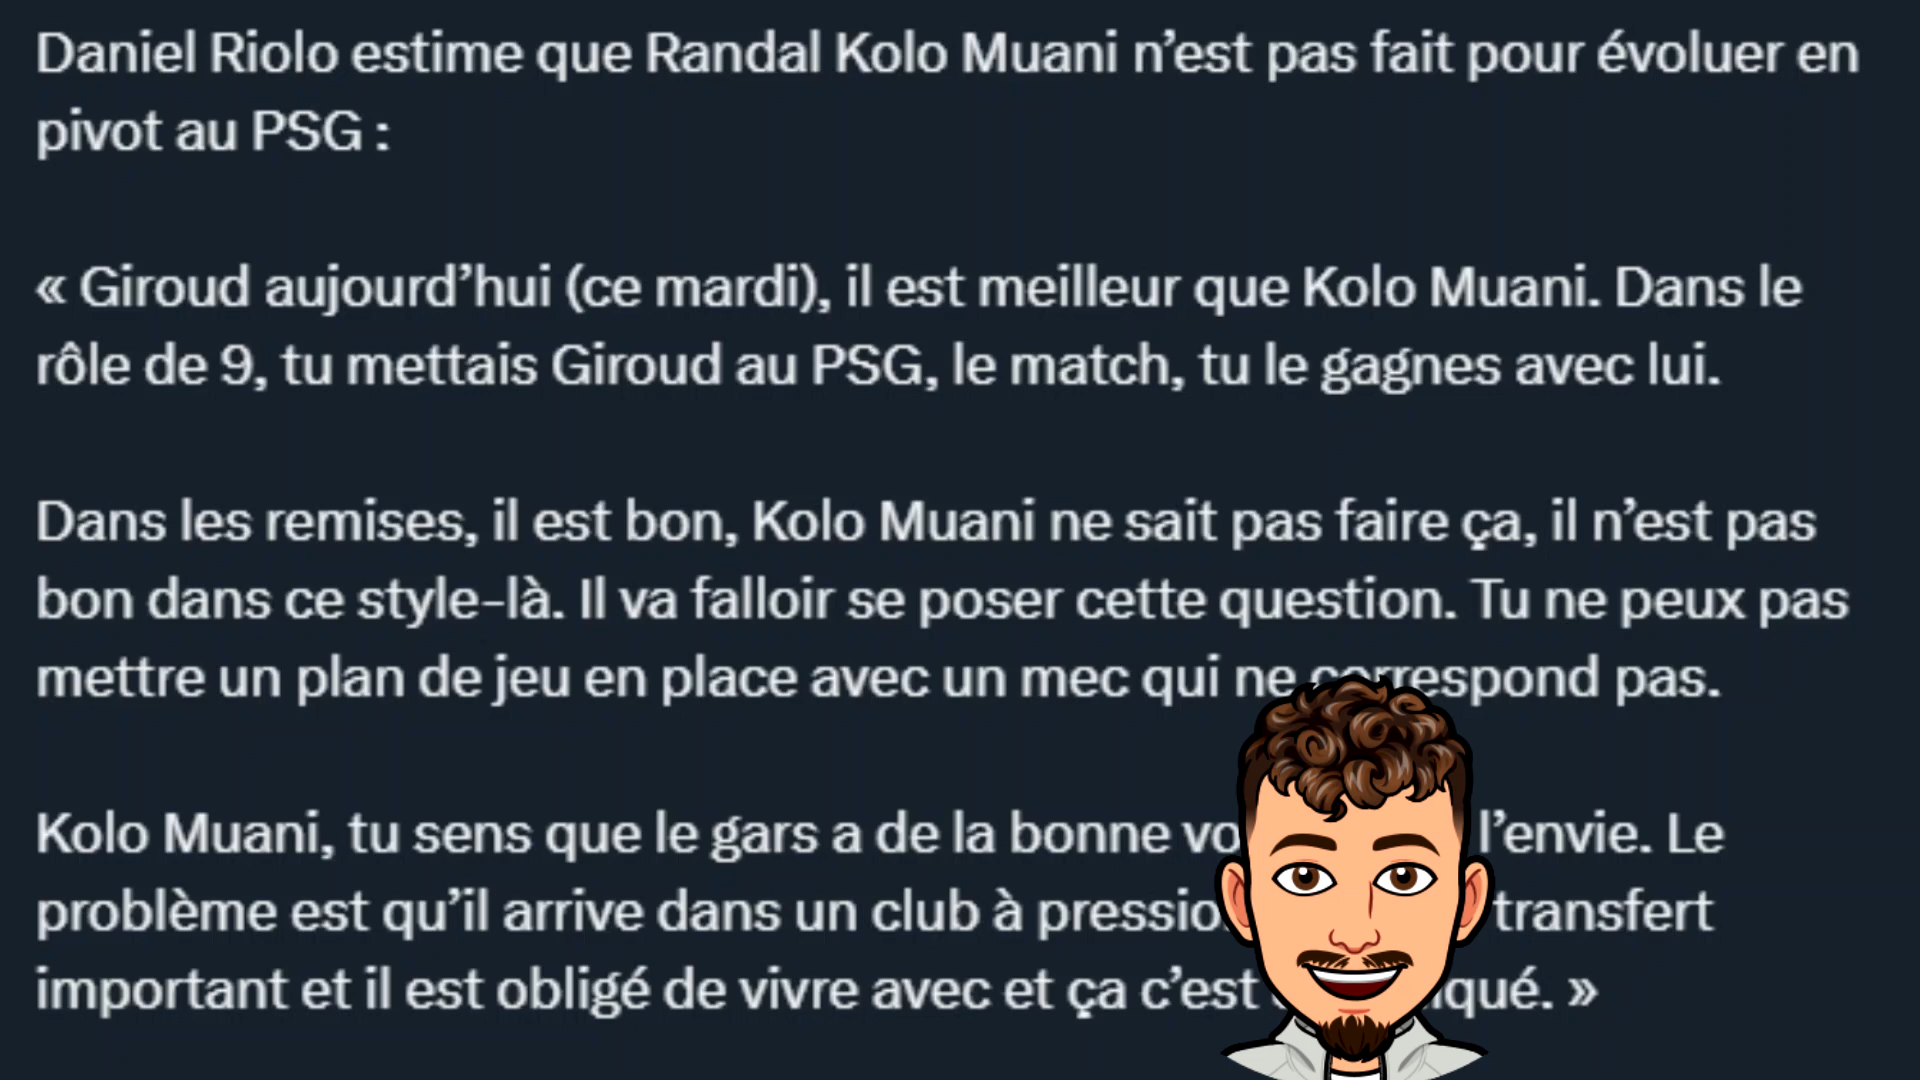 Daniel Riolo estime que Randal Kolo Muani n’est pas fait pour évoluer en
pivot au PSG :
« Giroud aujourd’hui (ce mardi), il est meilleur que Kolo Muani. Dans le
rôle de 9, tu mettais Giroud au PSG, le match, tu le gagnes avec lui.
Dans les remises, il est bon, Kolo Muani ne sait pas faire ça, il n’est pas
bon dans ce style-là. Il va falloir se poser cette question. Tu ne peux pas
mettre un plan de jeu en place avec un mec qui ne correspond pas.
Kolo Muani, tu sens que le gars a de la bonne l’envie. Le
problème est qu’il arrive dans un club à transfert
important et il est obligé de vivre avec et ça c’est »